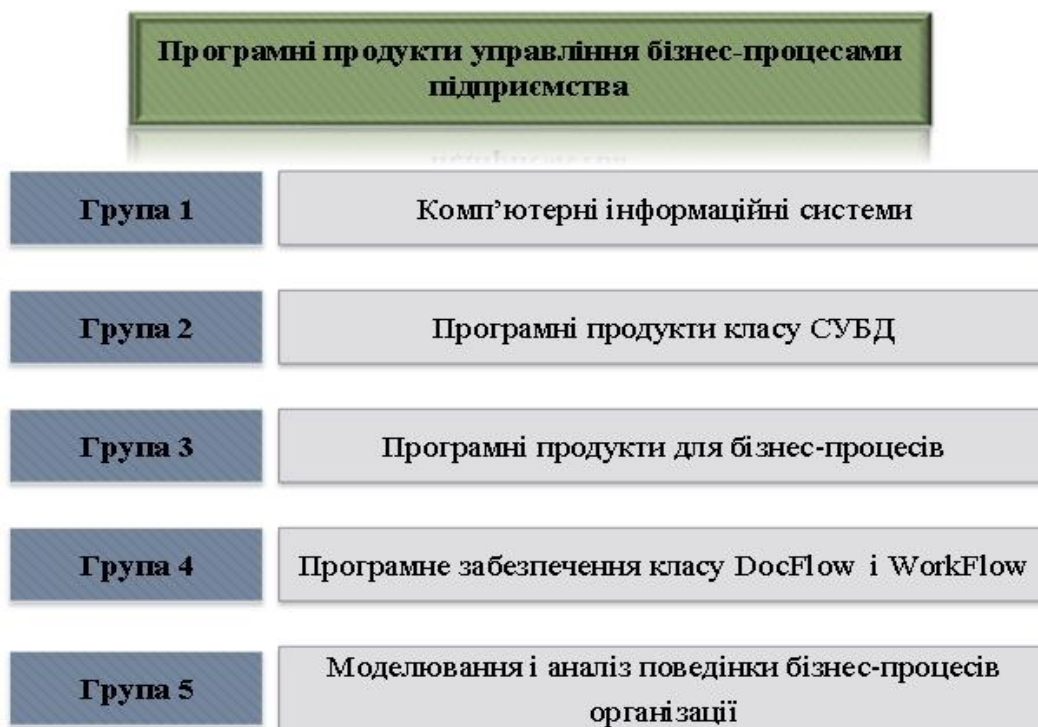 Програмні продукти управління бізнес-процесами
підприємства
Група 1
Комп’ютерні інформаційні системи
Група 2
Програмні продукти класу СУБД
Група 3
Програмні продукти для бізнес-процесів
Група 4
Програмне забезпечення класу DocFlow і WorkFlow
Група 5
Моделювання і аналіз поведінки бізнес-процесів
організації